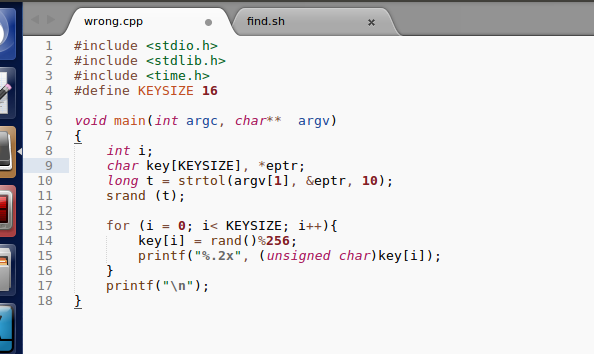 wrong.cpp
find.sh
1 #include <stdio.h>
2 #include <stdlib.h>
3 #include <time.h>
4 #define KEYSIZE 16
5
6 void main(int argc, char**  argv)
7 {
8     int i;
9     char key[KEYSIZE], *eptr;
10     long t = strtol(argv[1], &eptr, 10);
11     srand (t);
12
13     for (i = 0; i< KEYSIZE; i++){
14         key[i] = rand()%256;
15         printf("%.2x", (unsigned char)key[i]);
16     }
17     printf("\n");
18 }